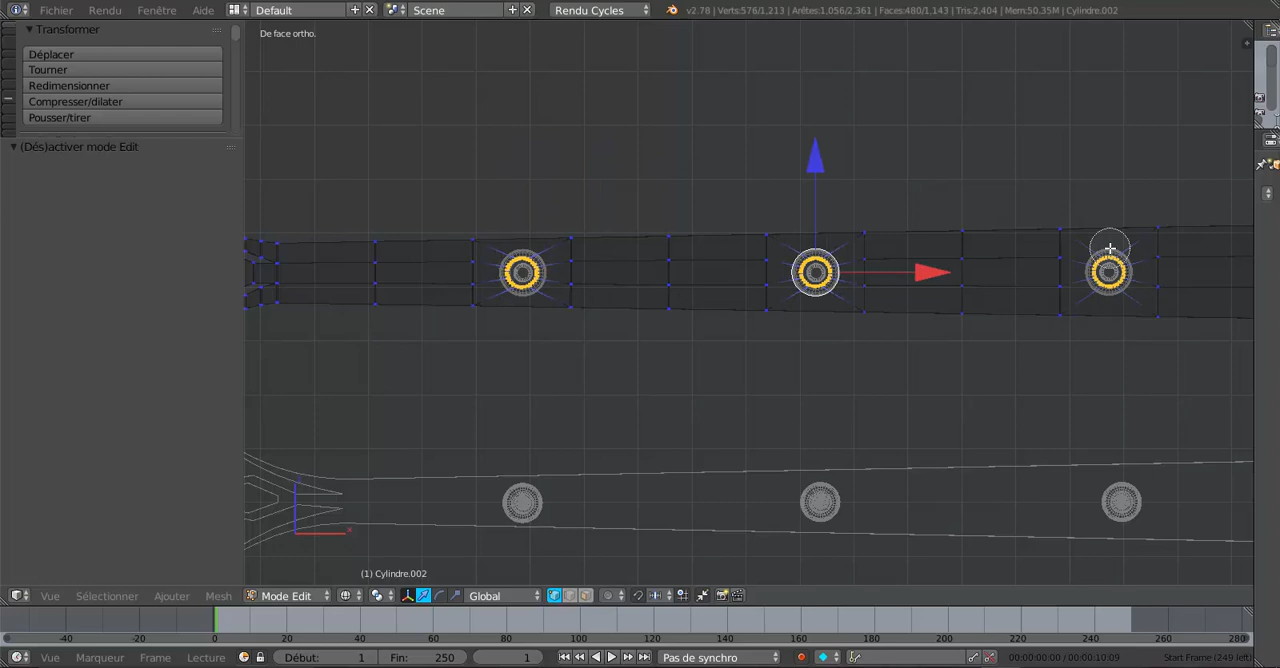 Fichier Rendu Fenêtre Aide Default Scene Rendu Cycles v2.78 | Verts:576/1,213 | Arêtes:1,056/2,361 | Faces:480/1,143 | Tris:2,404 | Mem:50.35M | Cylindre.002
Transformer
De face ortho.
Déplacer
Tourner
Redimensionner
Compresser/dilater
Pousser/tirer
(Dés)activer mode Edit
(1) Cylindre.002
Vue Sélectionner Ajouter Mesh Mode Edit Global
-40 -20 0 20 40 60 80 100 120 140 160 180 200 220 240 260 280
Vue Marqueur Frame Lecture Début: 1 Fin: 250 1 Pas de synchro 00:00:00:00 / 00:00:10:09 Start Frame (249 left)